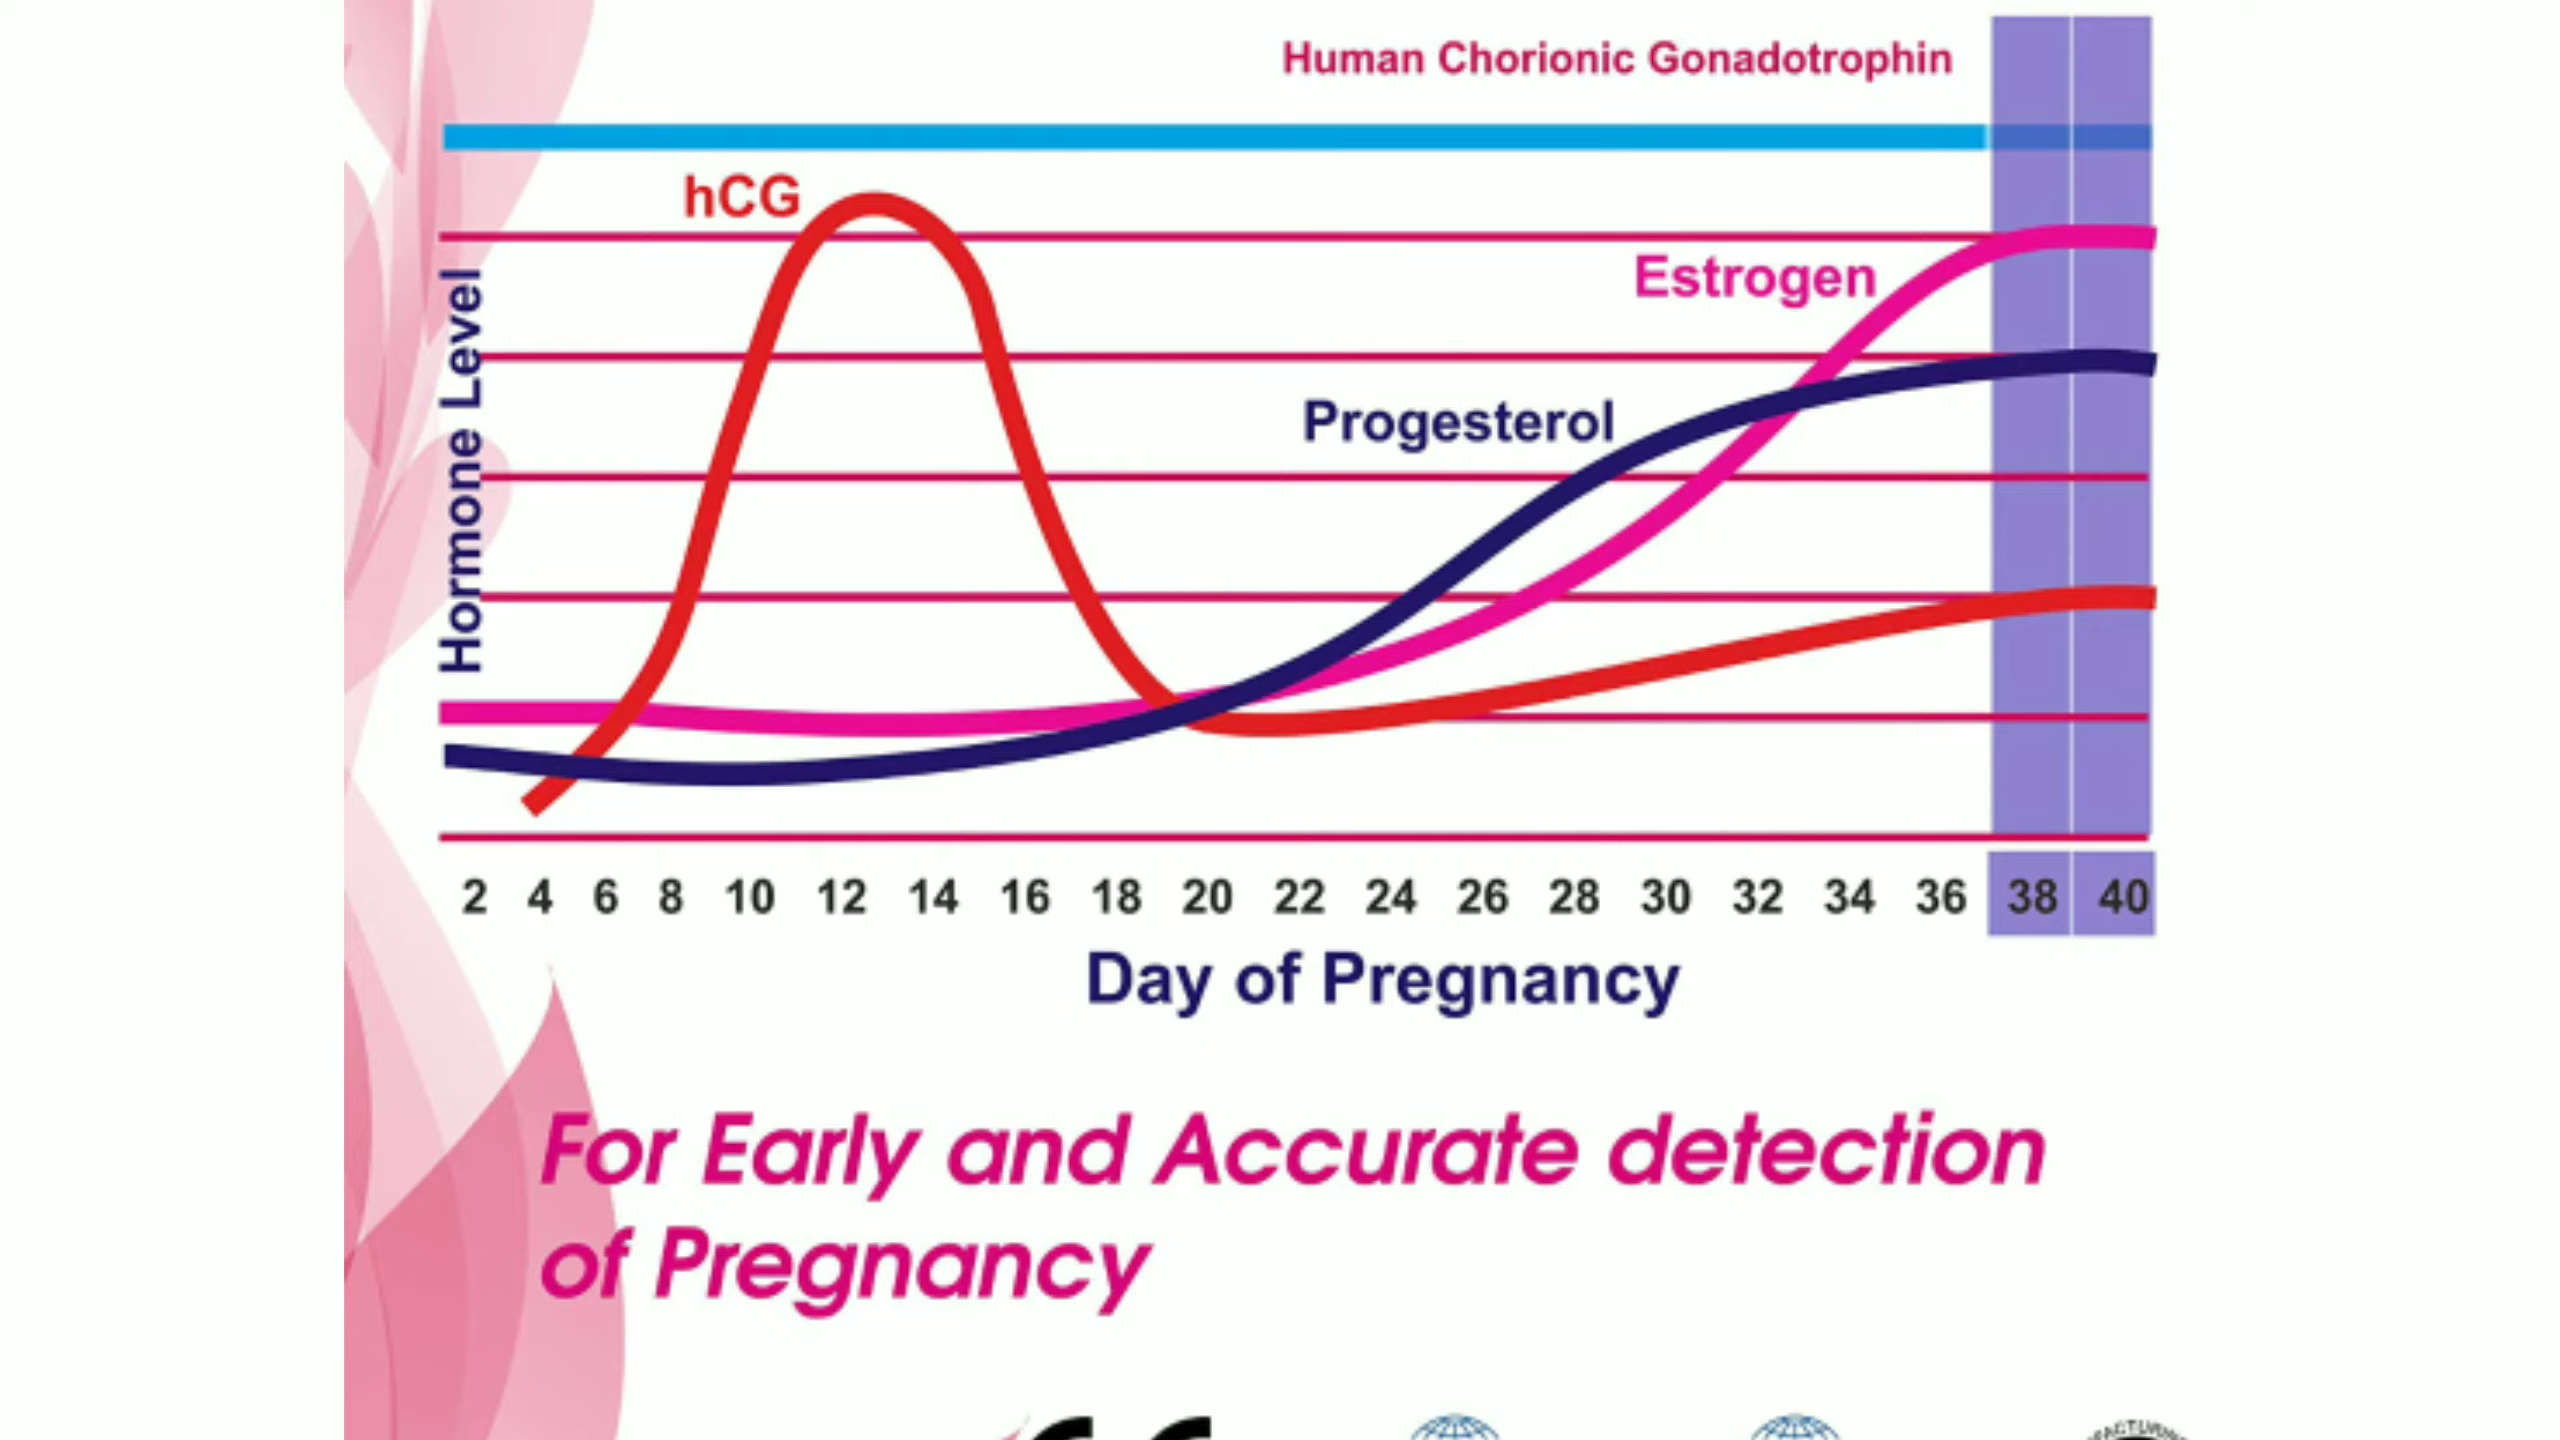 Human Chorionic Gonadotrophin
hCG
Estrogen
Progesterol
Hormone Level
2 4 6 8 10 12 14 16 18 20 22 24 26 28 30 32 34 36 38 40
Day of Pregnancy
For Early and Accurate detection
of Pregnancy